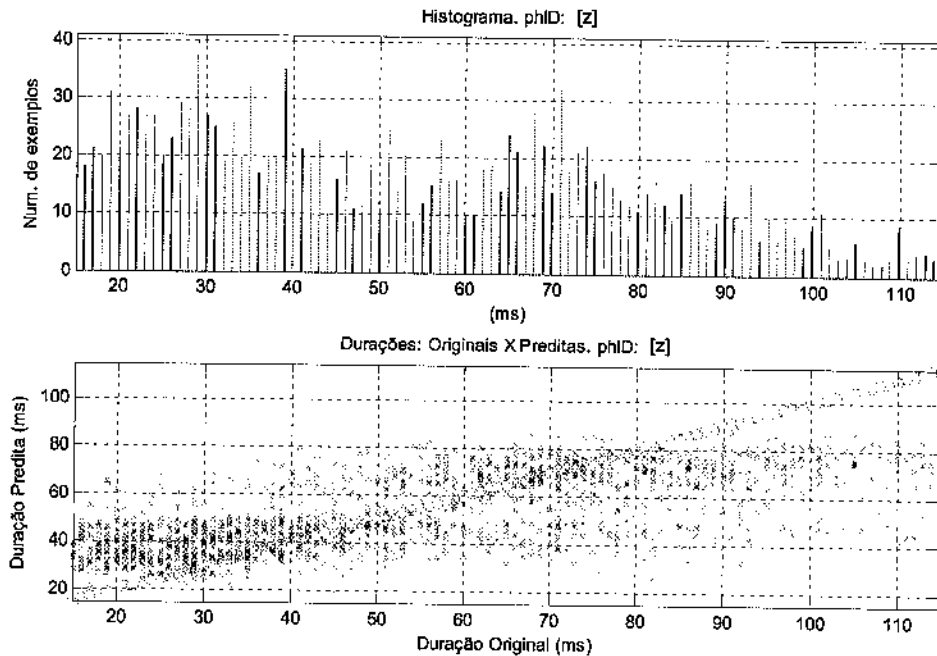 Histograma. phID: [z]
40
30
20
10
0
Num. de exemplos
20 30 40 50 60 70 80 90 100 110
(ms)
Durações: Originais X Preditas. phID: [z]
100
80
60
40
20
Duração Predita (ms)
20 30 40 50 60 70 80 90 100 110
Duração Original (ms)